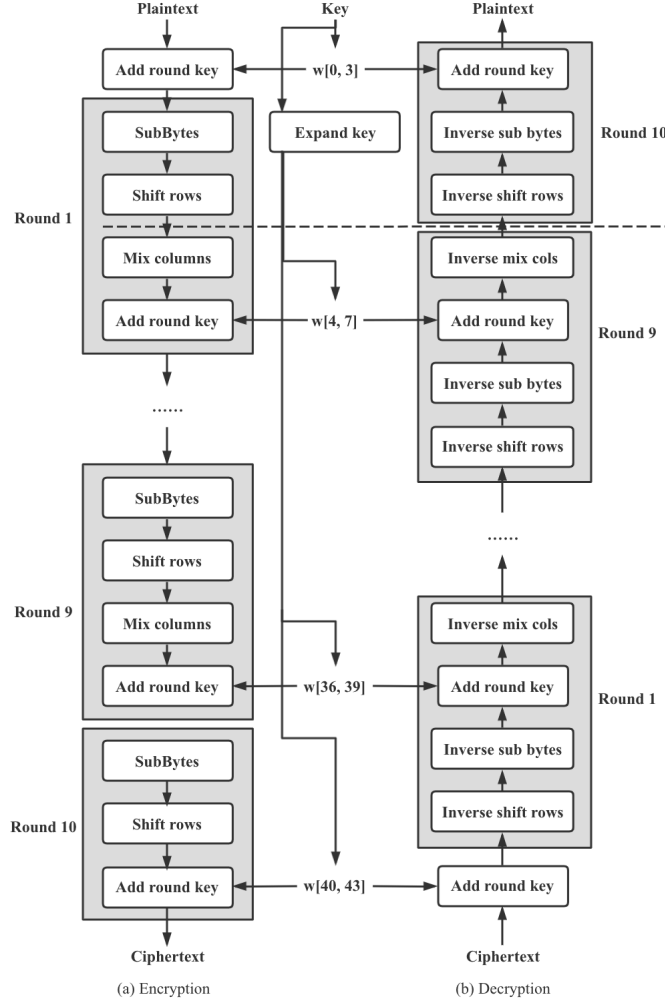 Plaintext
Key
Plaintext
Add round key
w[0, 3]
Add round key
SubBytes
Expand key
Inverse sub bytes
Round 10
Shift rows
Inverse shift rows
Round 1
Mix columns
Inverse mix cols
Add round key
w[4, 7]
Add round key
Round 9
Inverse sub bytes
......
Inverse shift rows
SubBytes
......
Shift rows
Round 9
Mix columns
Inverse mix cols
Add round key
w[36, 39]
Add round key
Round 1
SubBytes
Inverse sub bytes
Round 10
Shift rows
Inverse shift rows
Add round key
w[40, 43]
Add round key
Ciphertext
Ciphertext
(a) Encryption
(b) Decryption